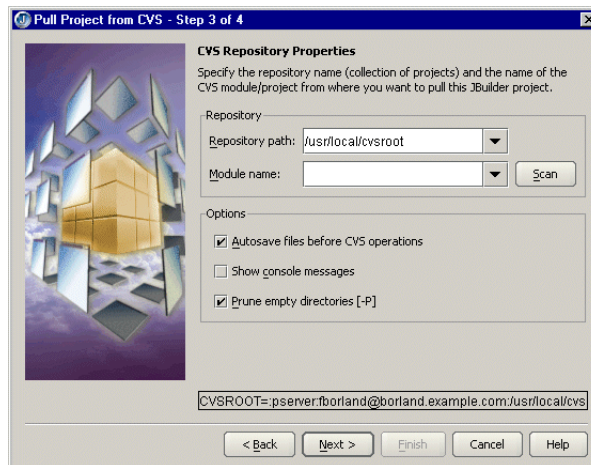 Pull Project from CVS - Step 3 of 4
CVS Repository Properties
Specify the repository name (collection of projects) and the name of the
CVS module/project from where you want to pull this JBuilder project.
Repository
Repository path: /usr/local/cvsroot
Module name: Scan
Options
Autosave files before CVS operations
Show console messages
Prune empty directories [-P]
CVSROOT=:pserver:fborland@borland.example.com:/usr/local/cvs
< Back Next > Finish Cancel Help